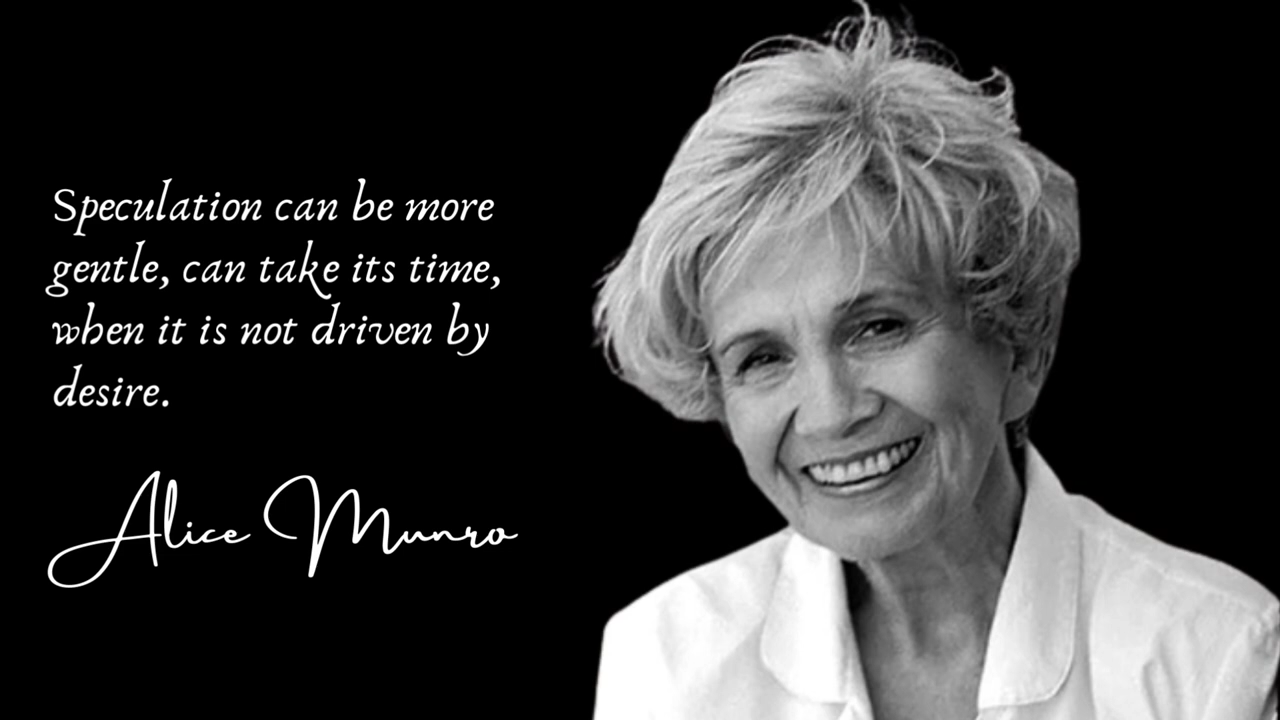 Speculation can be more
gentle, can take its time,
when it is not driven by
desire.
Alice Munro